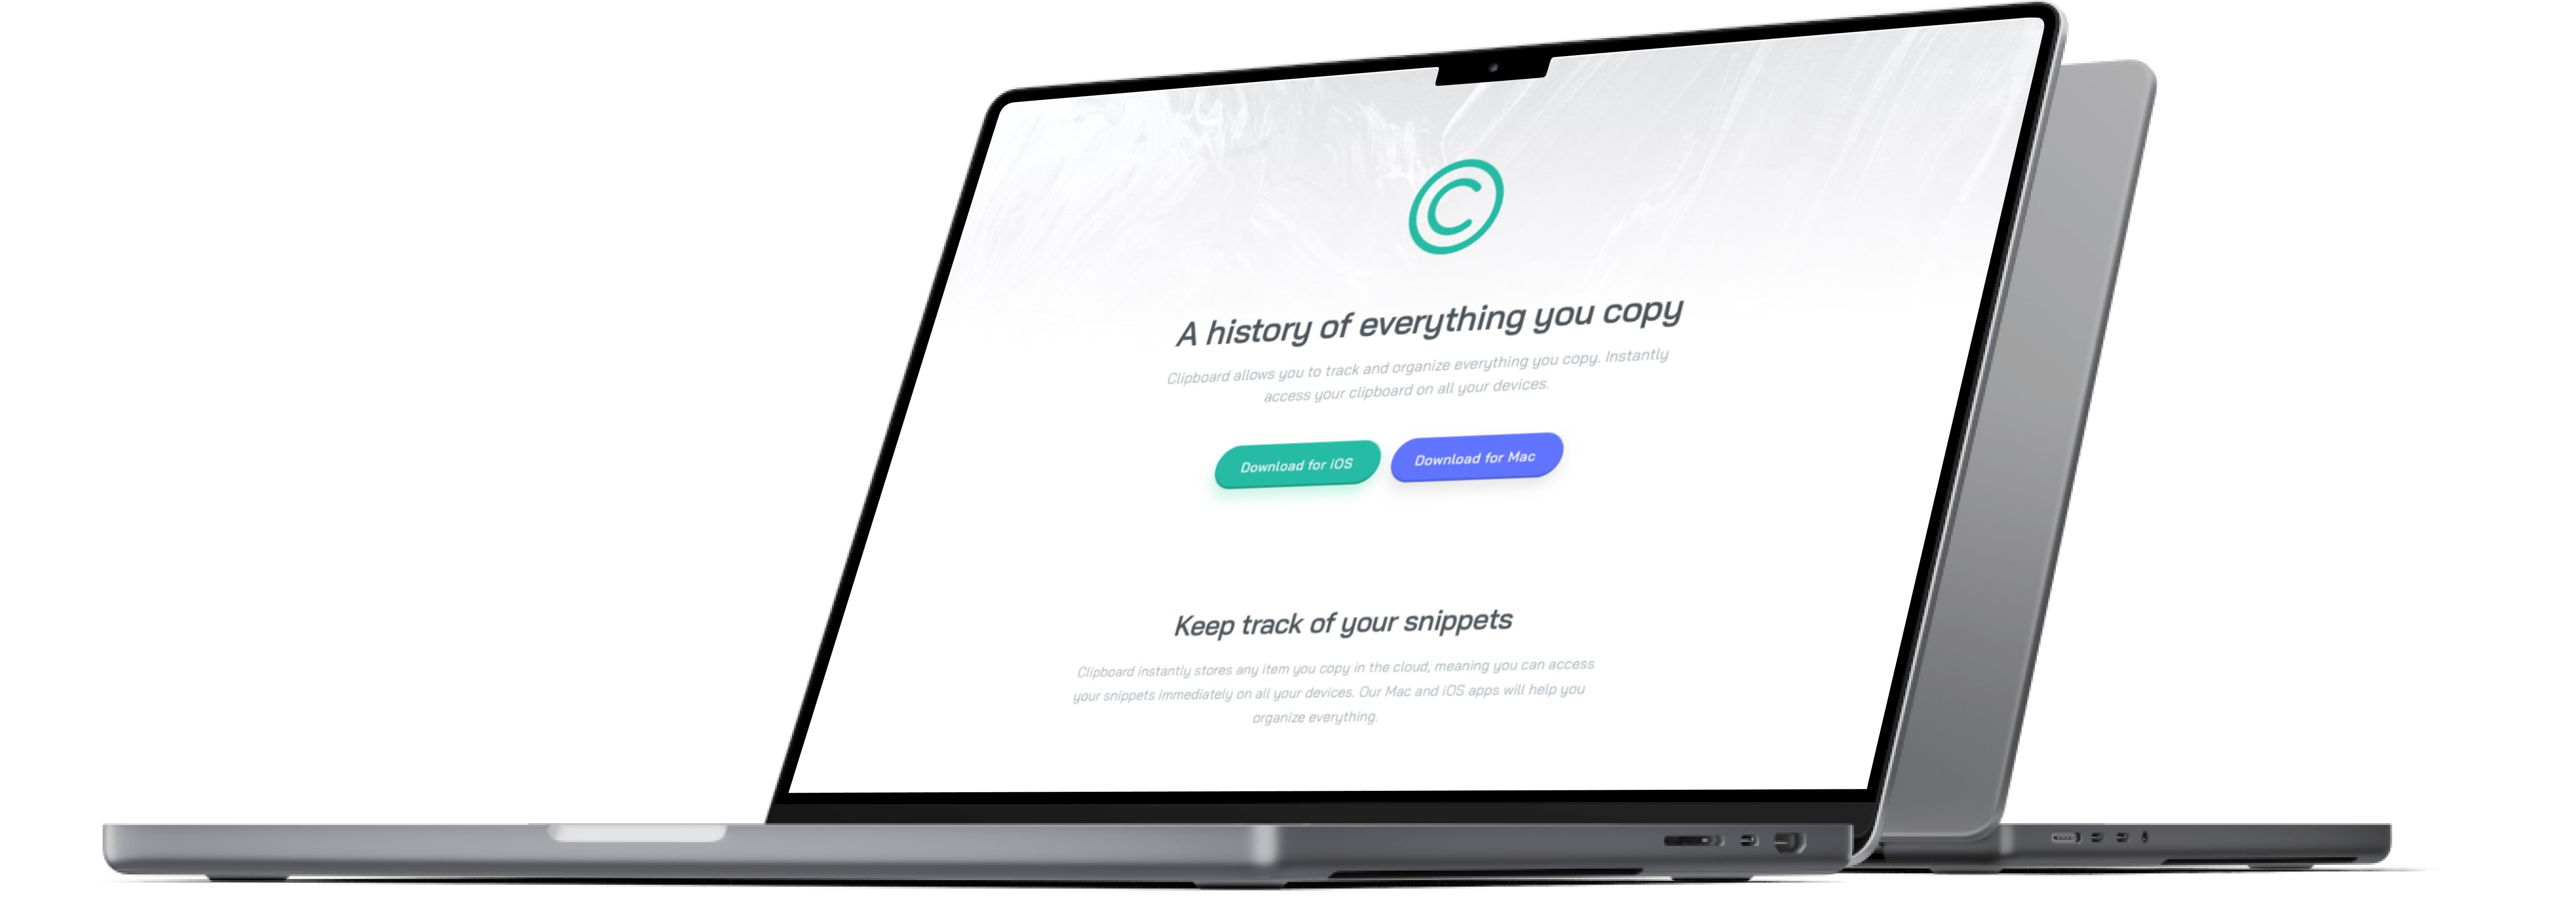 C
A history of everything you copy
Clipboard allows you to track and organize everything you copy. Instantly
access your clipboard on all your devices.
Download for iOS
Download for Mac
Keep track of your snippets
Clipboard instantly stores any item you copy in the cloud, meaning you can access
your snippets immediately on all your devices. Our Mac and iOS apps will help you
organize everything.